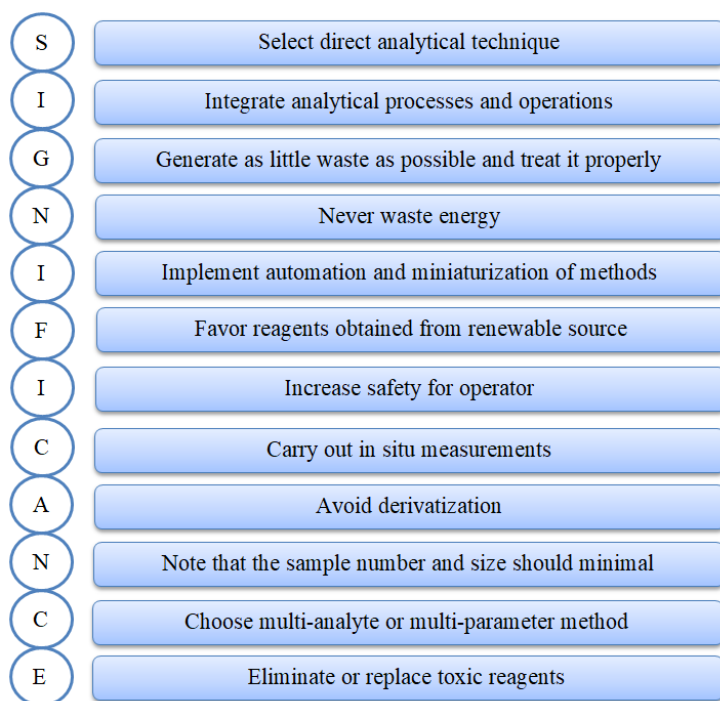 S Select direct analytical technique
I Integrate analytical processes and operations
G Generate as little waste as possible and treat it properly
N Never waste energy
I Implement automation and miniaturization of methods
F Favor reagents obtained from renewable source
I Increase safety for operator
C Carry out in situ measurements
A Avoid derivatization
N Note that the sample number and size should minimal
C Choose multi-analyte or multi-parameter method
E Eliminate or replace toxic reagents